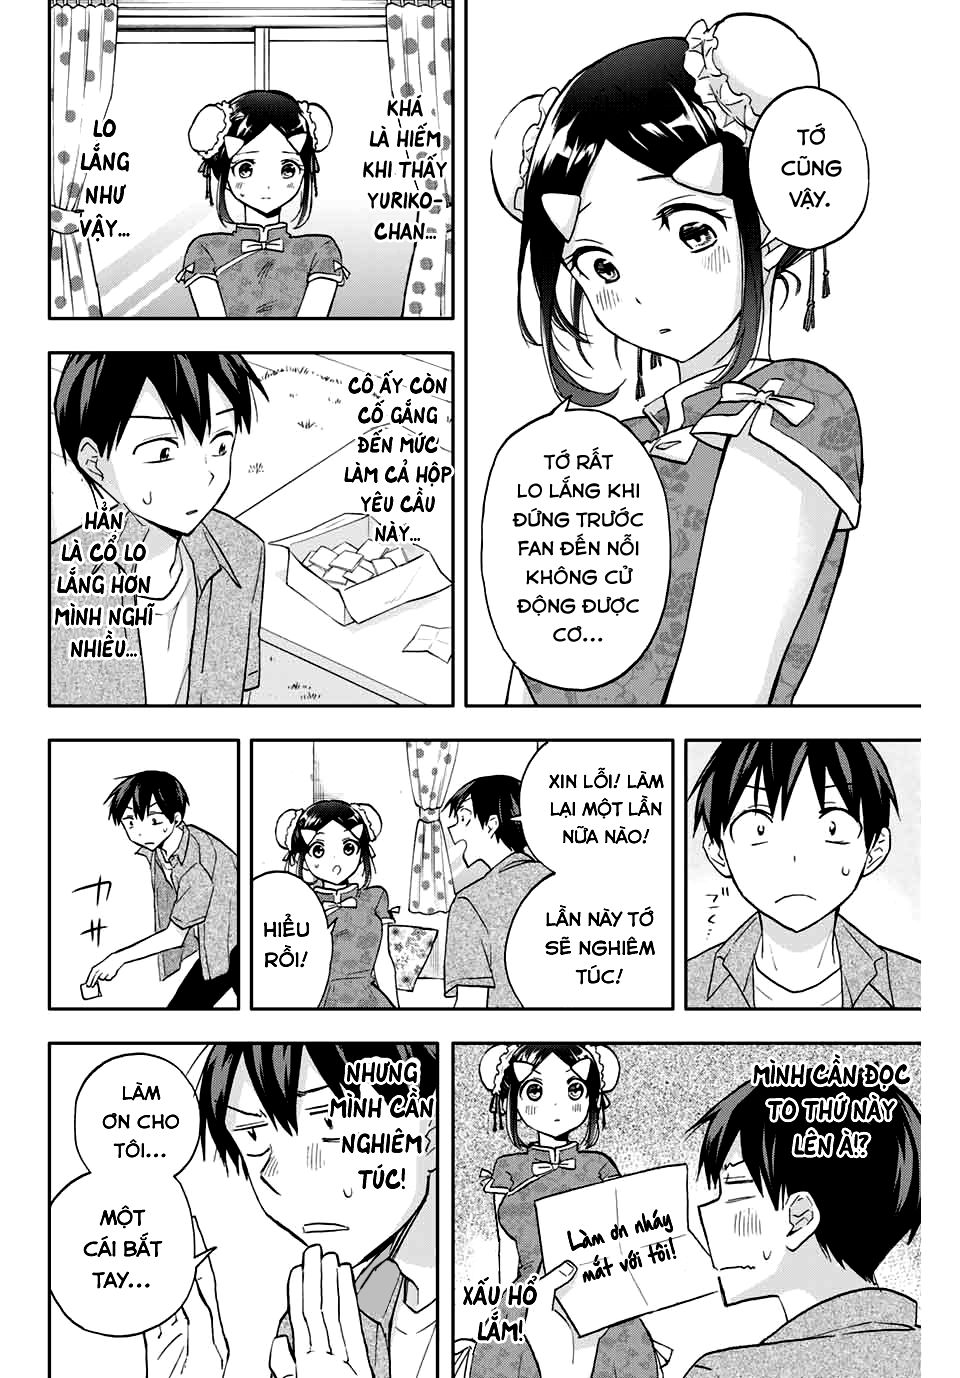 TỚ
CŨNG
VẬY.
TỚ RẤT
LO LẮNG KHI
ĐỨNG TRƯỚC
FAN ĐẾN NỖI
KHÔNG CỬ
ĐỘNG ĐƯỢC
CƠ...
KHÁ
LÀ HIẾM
KHI THẤY
YURIKO-
CHAN...
LO
LẮNG
NHƯ
VẬY...
CÔ ẤY CÒN
CỐ GẮNG
ĐẾN MỨC
LÀM CẢ HỘP
YÊU CẦU
NÀY...
HẲN
LÀ CỔ LO
LẮNG HƠN
MÌNH NGHĨ
NHIỀU...
XIN LỖI! LÀM
LẠI MỘT LẦN
NỮA NÀO!
LẦN NÀY TỚ
SẼ NGHIÊM
TÚC!
HIỂU
RỒI!
MÌNH CẦN ĐỌC
TO THỨ NÀY
LÊN À!?
Làm ơn nháy
mắt với tôi!
XẤU HỔ
LẮM!
NHƯNG
MÌNH CẦN
NGHIÊM
TÚC!
LÀM
ƠN CHO
TÔI...
MỘT
CÁI BẮT
TAY...